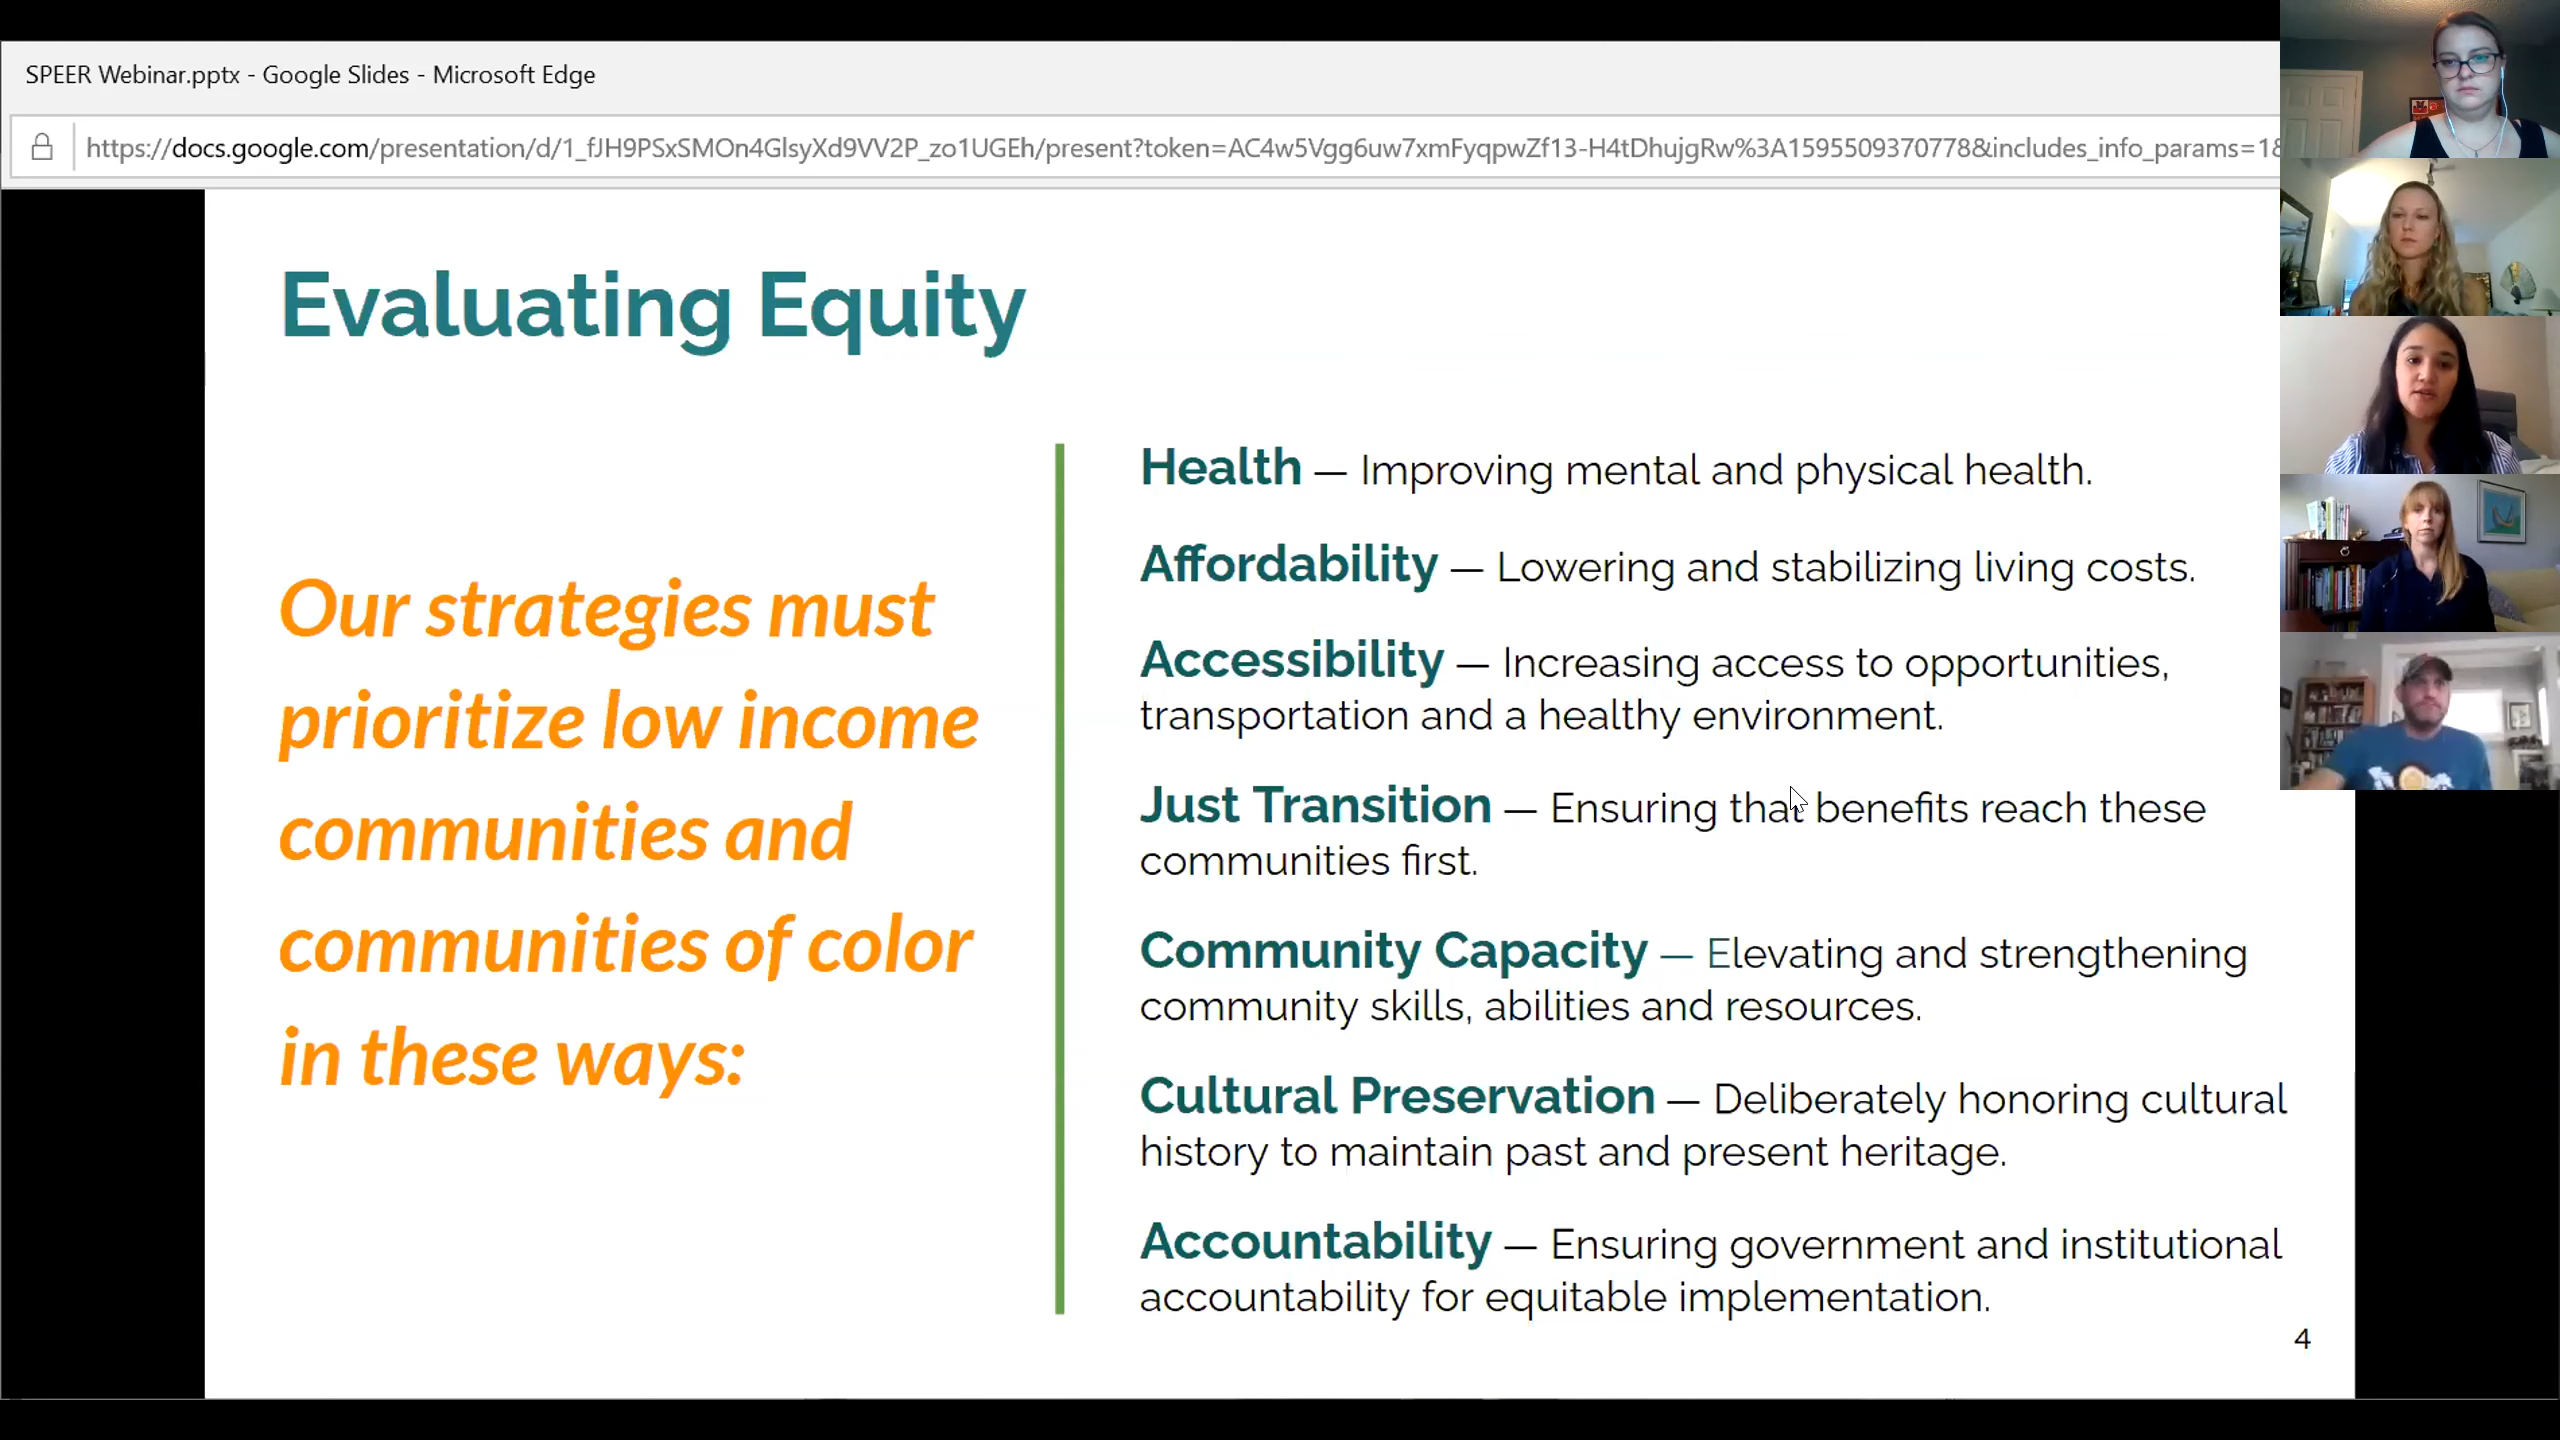 SPEER Webinar.pptx - Google Slides - Microsoft Edge
https://docs.google.com/presentation/d/1_fJH9PSxSMOn4GlsyXd9VV2P_zo1UGEh/present?token=AC4w5Vgg6uw7xmFyqpwZf13-H4tDhujgRw%3A1595509370778&includes_info_params=1&
Evaluating Equity
Our strategies must
prioritize low income
communities and
communities of color
in these ways:
Health — Improving mental and physical health.
Affordability — Lowering and stabilizing living costs.
Accessibility — Increasing access to opportunities,
transportation and a healthy environment.
Just Transition — Ensuring that benefits reach these
communities first.
Community Capacity — Elevating and strengthening
community skills, abilities and resources.
Cultural Preservation — Deliberately honoring cultural
history to maintain past and present heritage.
Accountability — Ensuring government and institutional
accountability for equitable implementation.
4